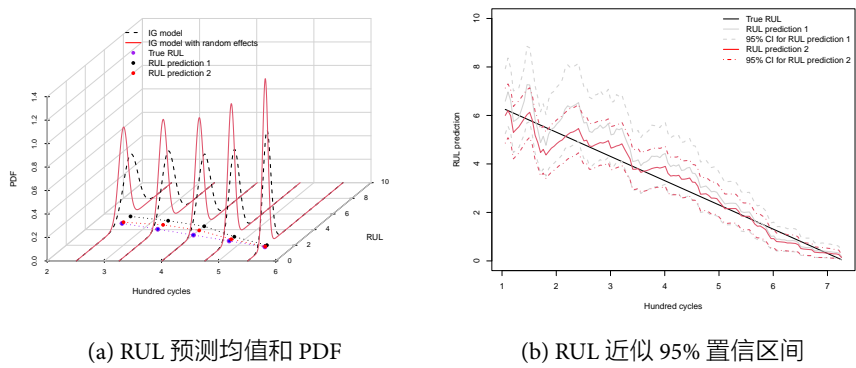 IG model
IG model with random effects
True RUL
RUL prediction 1
RUL prediction 2
PDF
0.0 0.2 0.4 0.6 0.8 1.0 1.2 1.4
2 3 4 5 6
Hundred cycles
0 2 4 6 8 10
RUL
True RUL
RUL prediction 1
95% CI for RUL prediction 1
RUL prediction 2
95% CI for RUL prediction 2
RUL prediction
0 2 4 6 8 10
1 2 3 4 5 6 7
Hundred cycles
(a) RUL 预测均值和 PDF
(b) RUL 近似 95% 置信区间